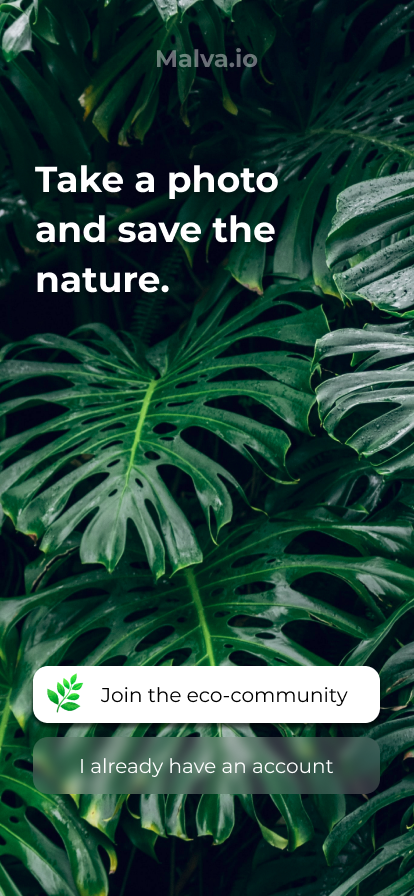 Malva.io
Take a photo
and save the
nature.
Join the eco-community
I already have an account